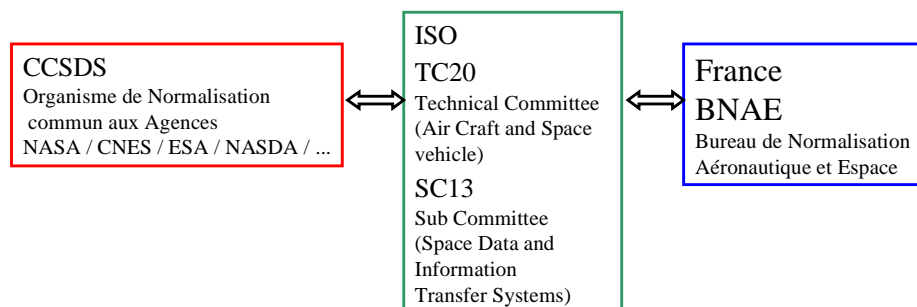 CCSDS
Organisme de Normalisation
commun aux Agences
NASA / CNES / ESA / NASDA / ...
ISO
TC20
Technical Committee
(Air Craft and Space
vehicle)
SC13
Sub Committee
(Space Data and
Information
Transfer Systems)
France
BNAE
Bureau de Normalisation
Aéronautique et Espace